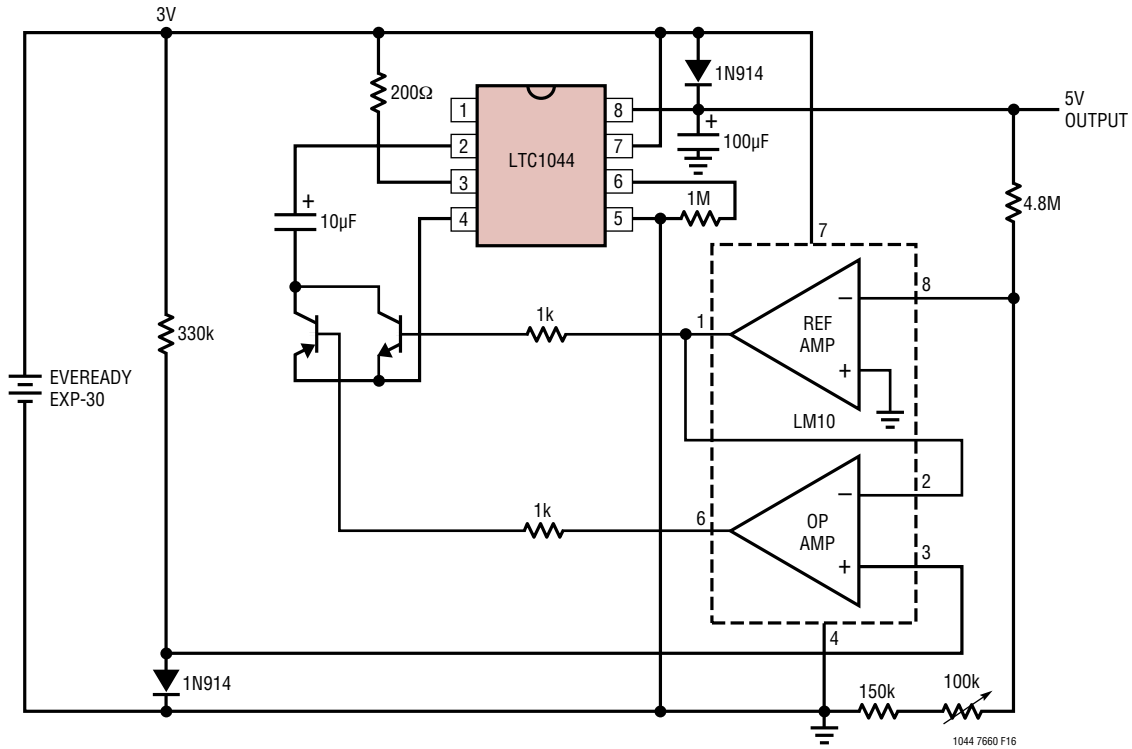 3V
200Ω
1N914
1
2
3
4
LTC1044
8
7
6
5
5V
OUTPUT
+
100µF
+
10µF
1M
4.8M
7
330k
1k
1
−
REF
AMP
+
8
EVEREADY
EXP-30
LM10
1k
6
−
OP
AMP
+
2
3
4
1N914
150k
100k
1044 7660 F16